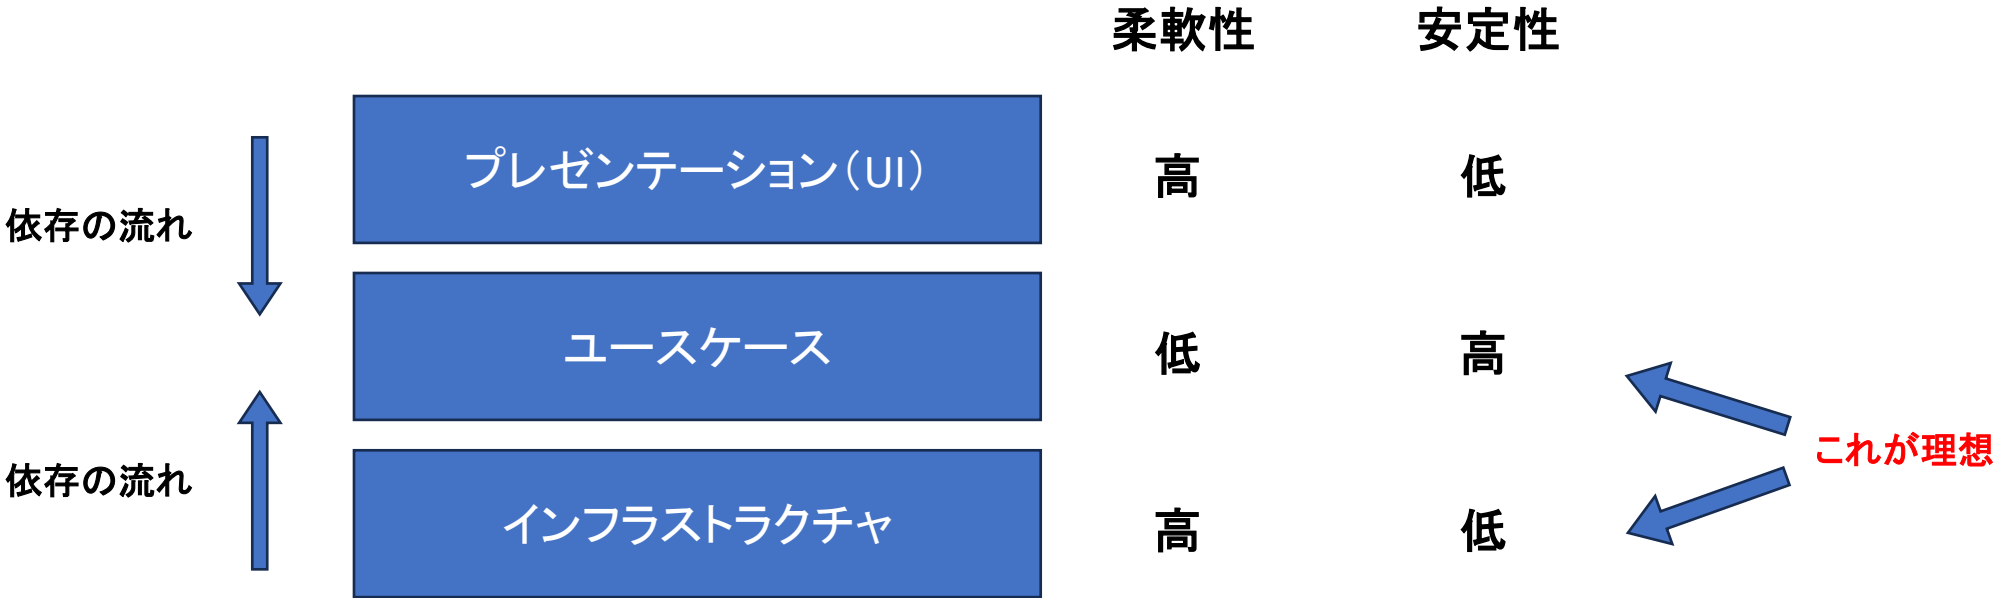 柔軟性 安定性
プレゼンテーション（UI） 高 低
依存の流れ
ユースケース 低 高
これが理想
依存の流れ
インフラストラクチャ 高 低